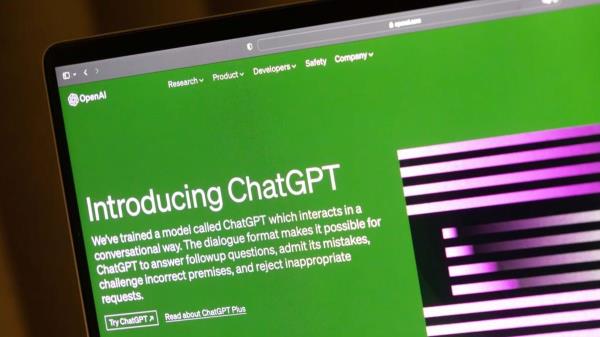 openai.com
Research Product Developers Safety Company
OpenAI
Introducing ChatGPT
We've trained a model called ChatGPT which interacts in a
conversational way. The dialogue format makes it possible for
ChatGPT to answer followup questions, admit its mistakes,
challenge incorrect premises, and reject inappropriate
requests.
Try ChatGPT ↗ Read about ChatGPT Plus